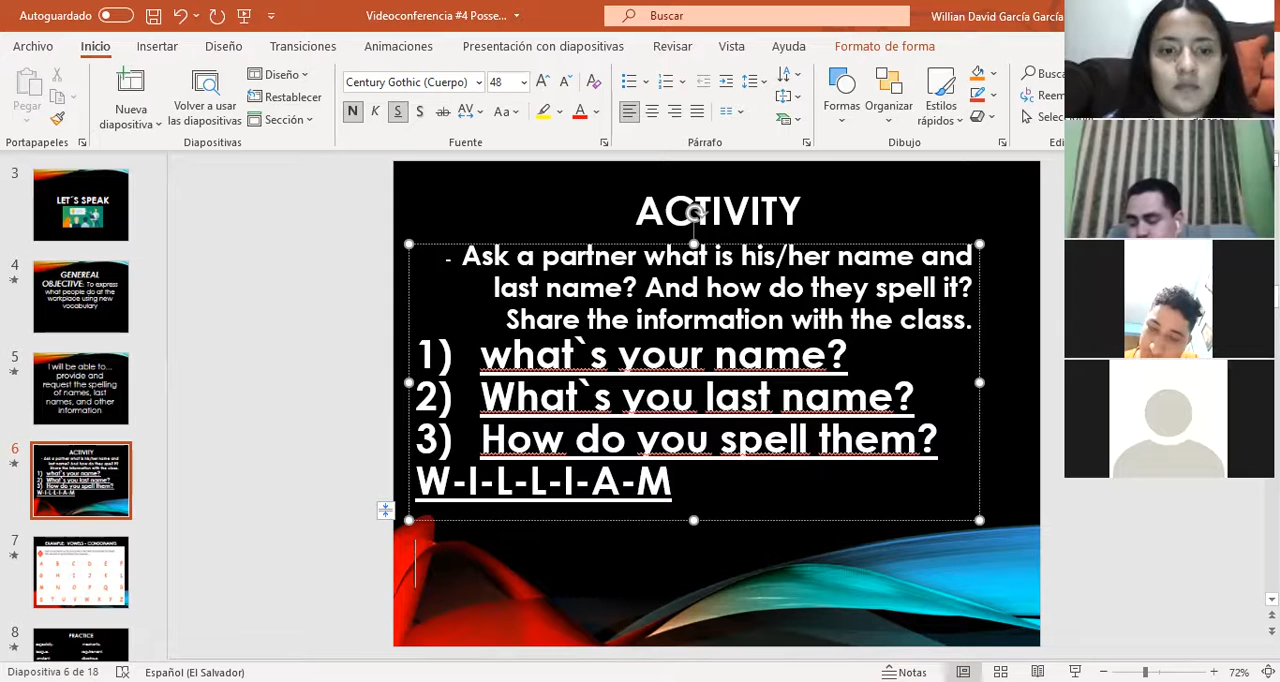 Autoguardado
Videoconferencia #4 Posse...
Buscar
Willian David García García
Archivo
Inicio
Insertar
Diseño
Transiciones
Animaciones
Presentación con diapositivas
Revisar
Vista
Ayuda
Formato de forma
Pegar
Nueva
diapositiva
Volver a usar
las diapositivas
Diseño
Restablecer
Sección
Century Gothic (Cuerpo)
48
N K S S ab AV Aa A
Formas
Organizar
Estilos
rápidos
Portapapeles
Diapositivas
Fuente
Párrafo
Dibujo
3
LET´S SPEAK
4
GENEREAL
OBJECTIVE: To express
what people do at the
workplace using new
vocabulary
5
I will be able to...
provide and
request the spelling
of names, last
names, and other
information
6
ACTIVITY
- Ask a partner what is his/her name and
last name? And how do they spell it?
Share the information with the class.
1) what`s your name?
2) What`s you last name?
3) How do you spell them?
W-I-L-L-I-A-M
7
EXAMPLE: VOWELS - CONSONANTS
8
PRACTICE
ACTIVITY
- Ask a partner what is his/her name and
last name? And how do they spell it?
Share the information with the class.
1) what`s your name?
2) What`s you last name?
3) How do you spell them?
W-I-L-L-I-A-M
Diapositiva 6 de 18
Español (El Salvador)
Notas
72%